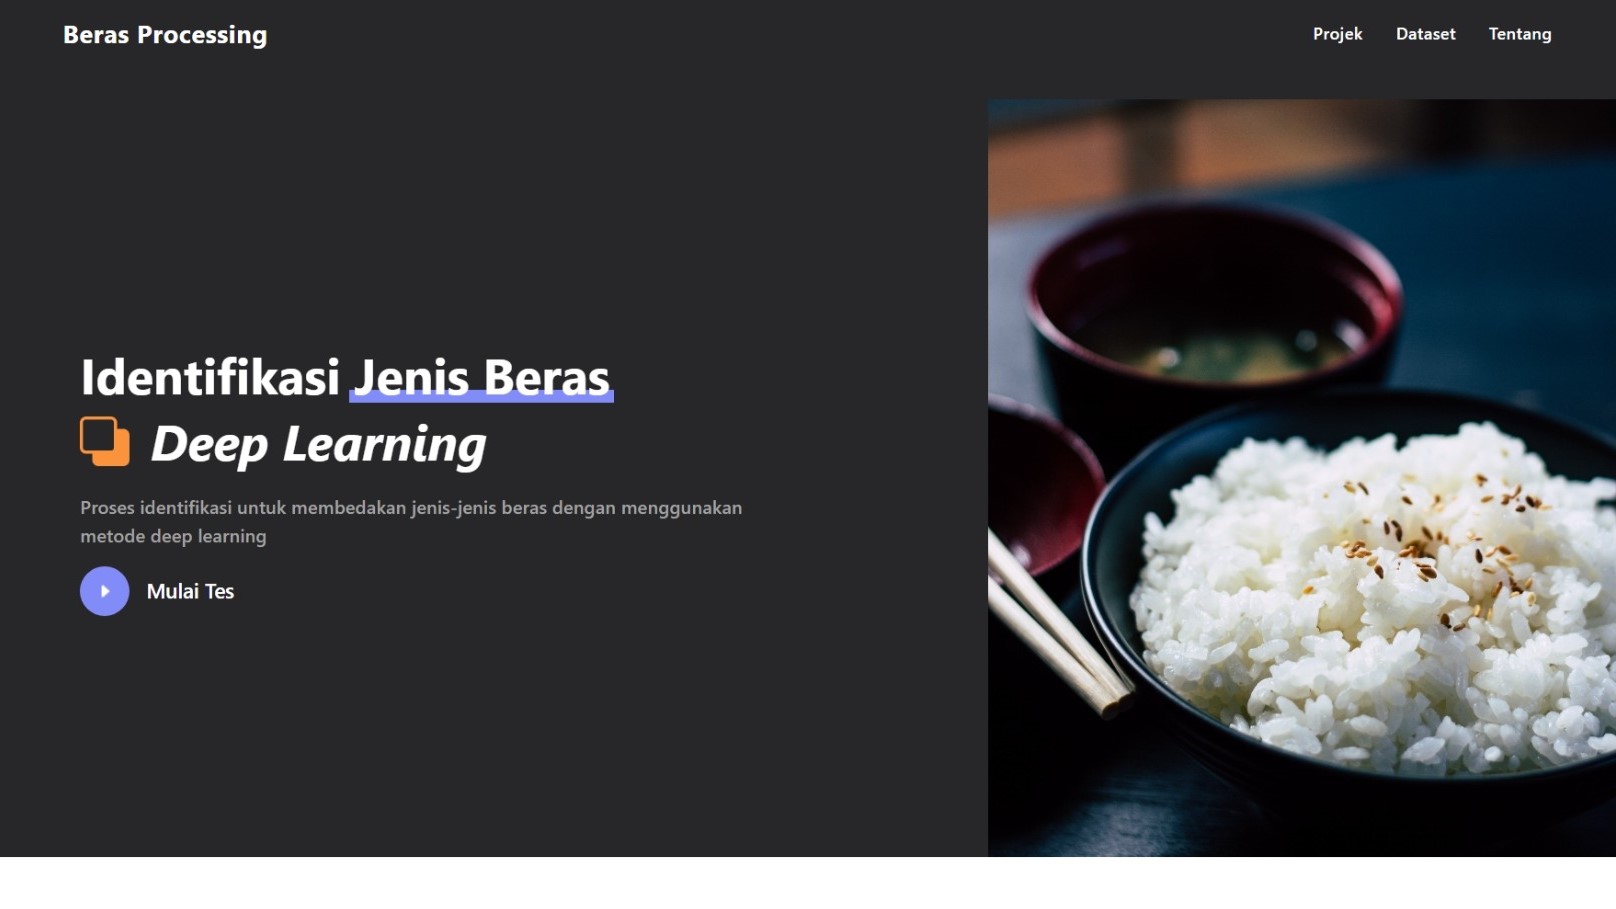 Beras Processing
Projek
Dataset
Tentang
Identifikasi Jenis Beras
Deep Learning
Proses identifikasi untuk membedakan jenis-jenis beras dengan menggunakan
metode deep learning
Mulai Tes